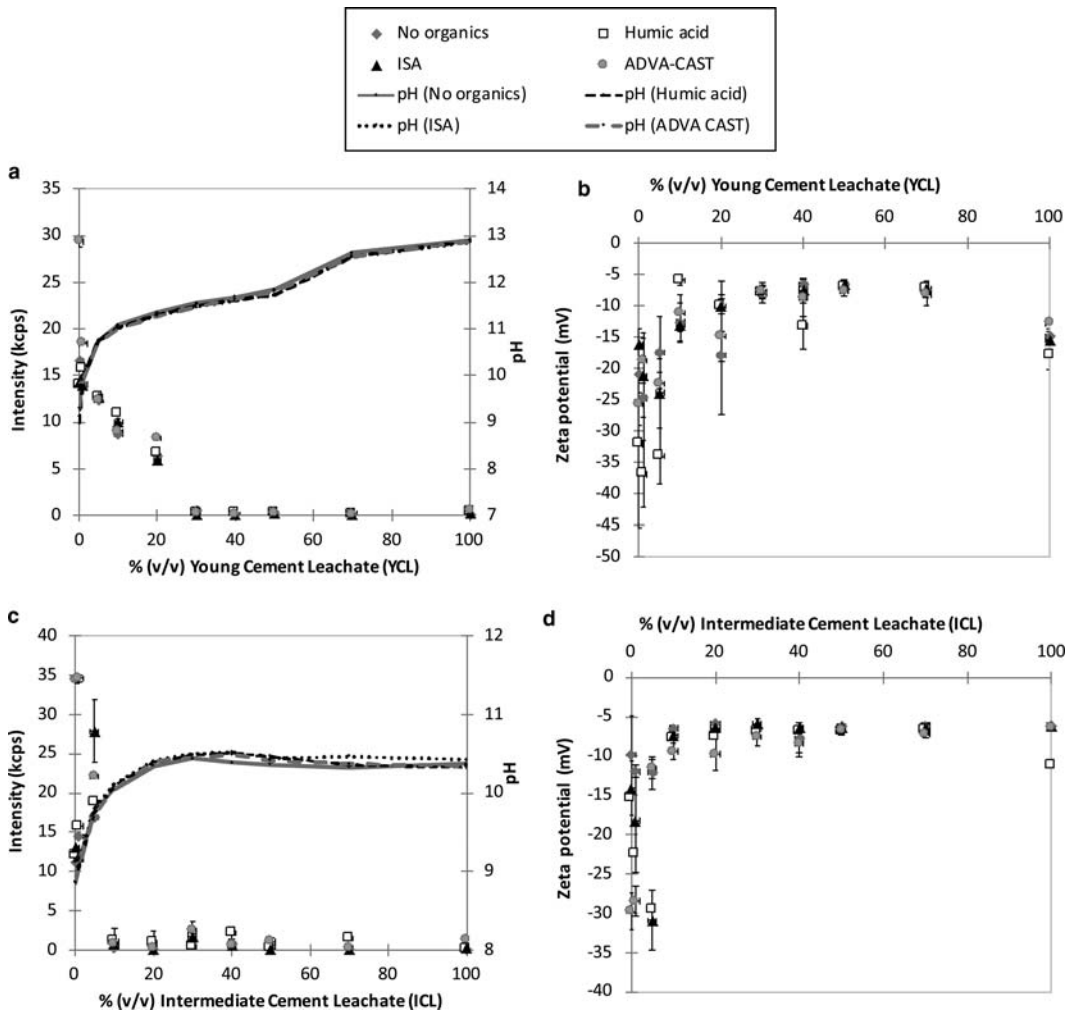 No organics
Humic acid
ISA
ADVA-CAST
pH (No organics)
pH (Humic acid)
pH (ISA)
pH (ADVA CAST)
a
35
30
25
20
15
10
5
0
Intensity (kcps)
14
13
12
11
10
9
8
7
pH
0 20 40 60 80 100
% (v/v) Young Cement Leachate (YCL)
b
% (v/v) Young Cement Leachate (YCL)
0 20 40 60 80 100
0
-5
-10
-15
-20
-25
-30
-35
-40
-45
-50
Zeta potential (mV)
c
40
35
30
25
20
15
10
5
0
Intensity (kcps)
12
11
10
9
8
pH
0 20 40 60 80 100
% (v/v) Intermediate Cement Leachate (ICL)
d
% (v/v) Intermediate Cement Leachate (ICL)
0 20 40 60 80 100
0
-5
-10
-15
-20
-25
-30
-35
-40
Zeta potential (mV)